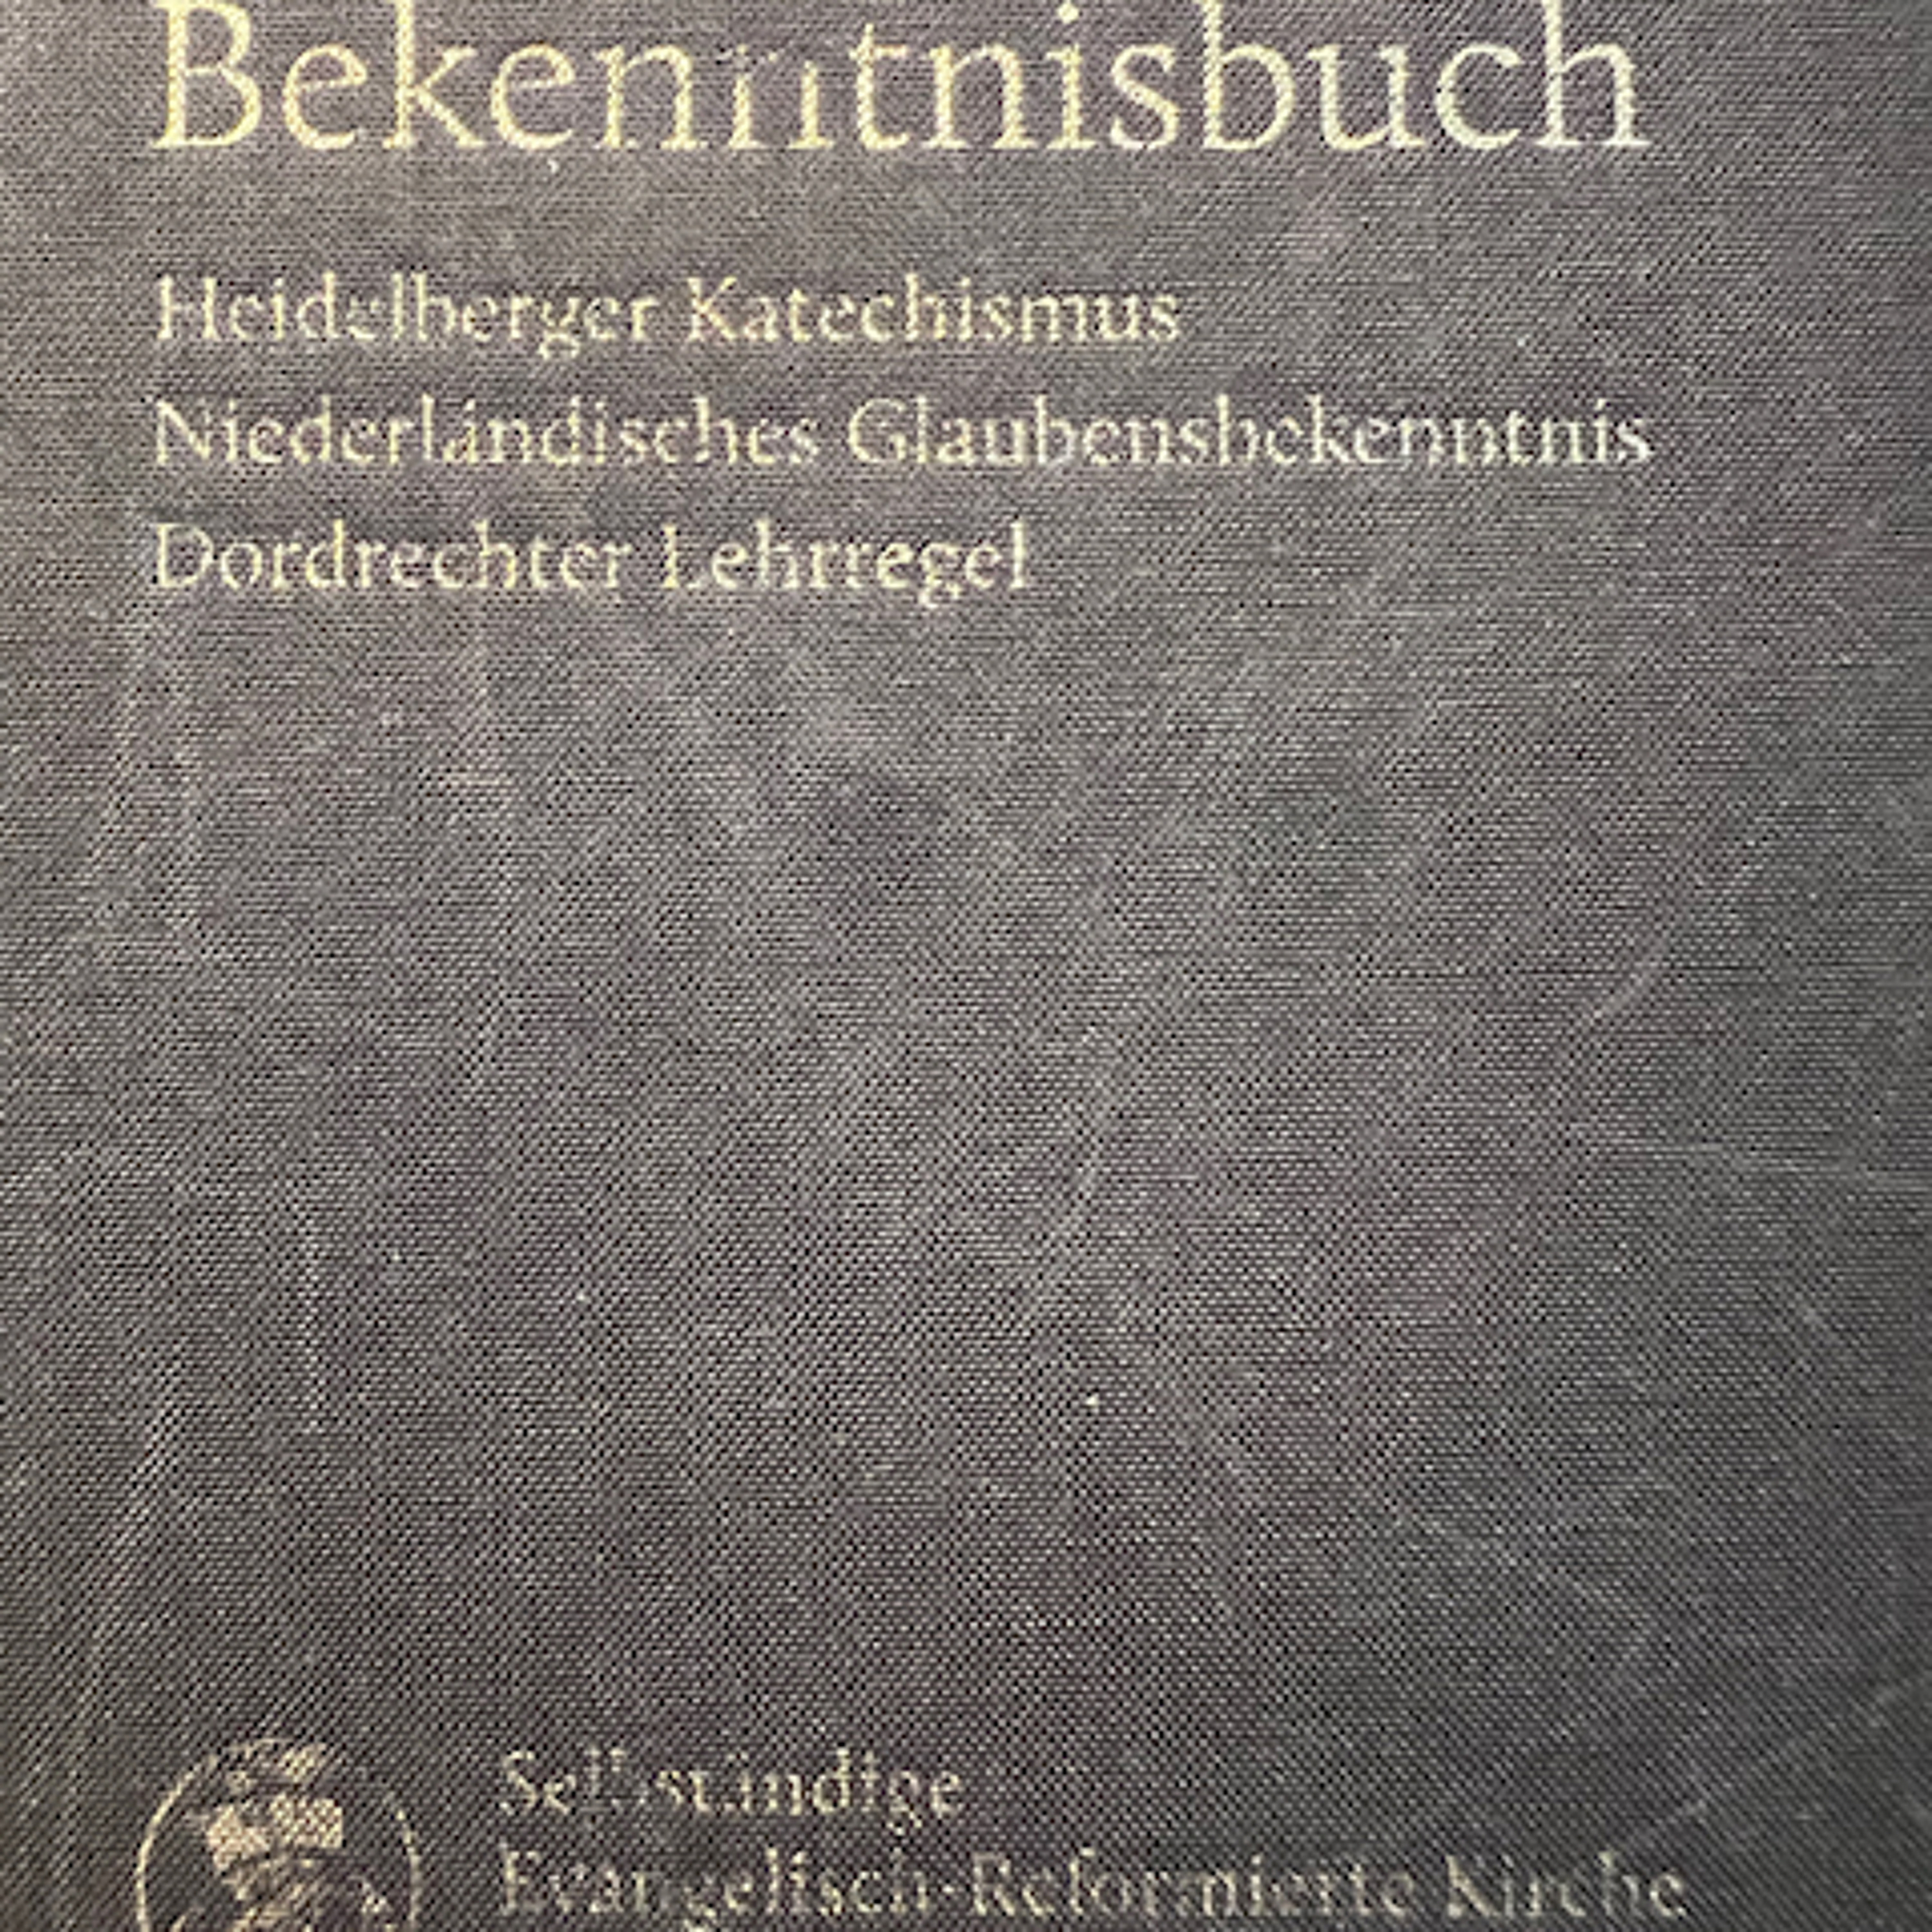 Bekenntnisbuch
Heidelberger Katechismus
Niederländisches Glaubensbekenntnis
Dordrechter Lehrregel
Selbständige
Evangelisch-Reformierte Kirche